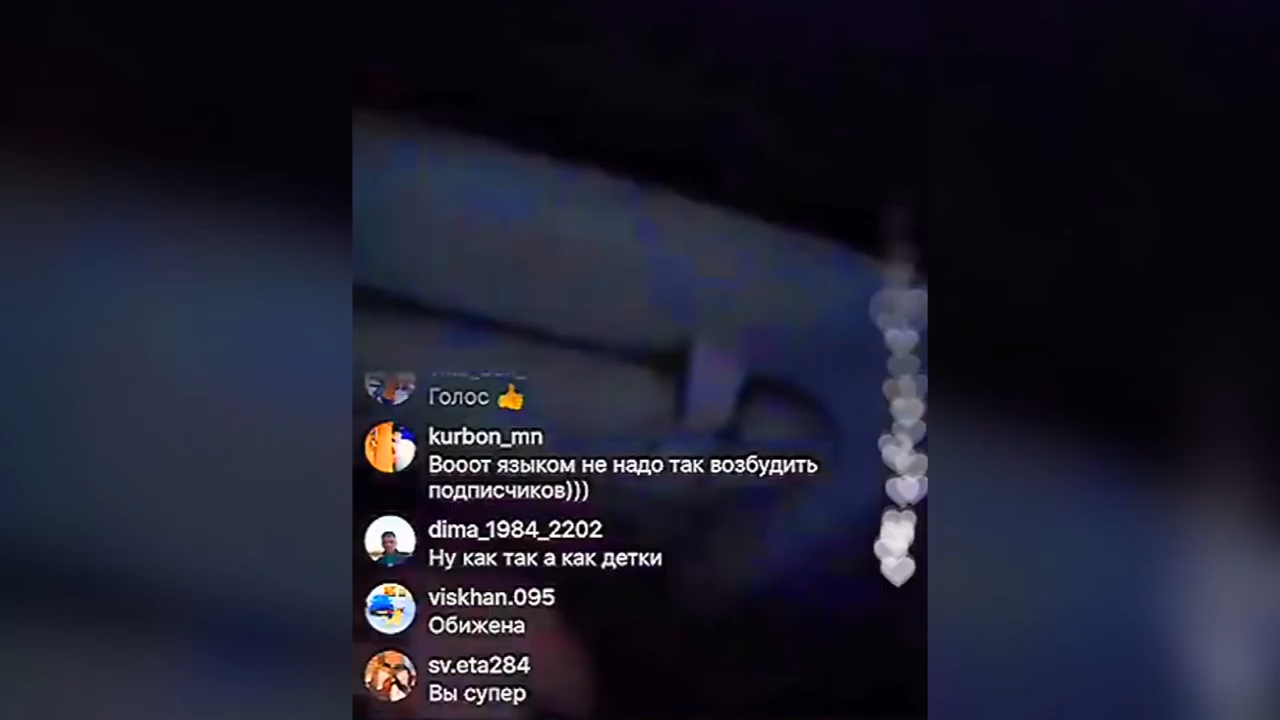 Голос 👍
kurbon_mn
Вооот языком не надо так возбудить
подписчиков)))
dima_1984_2202
Ну как так а как детки
viskhan.095
Обижена
sv.eta284
Вы супер